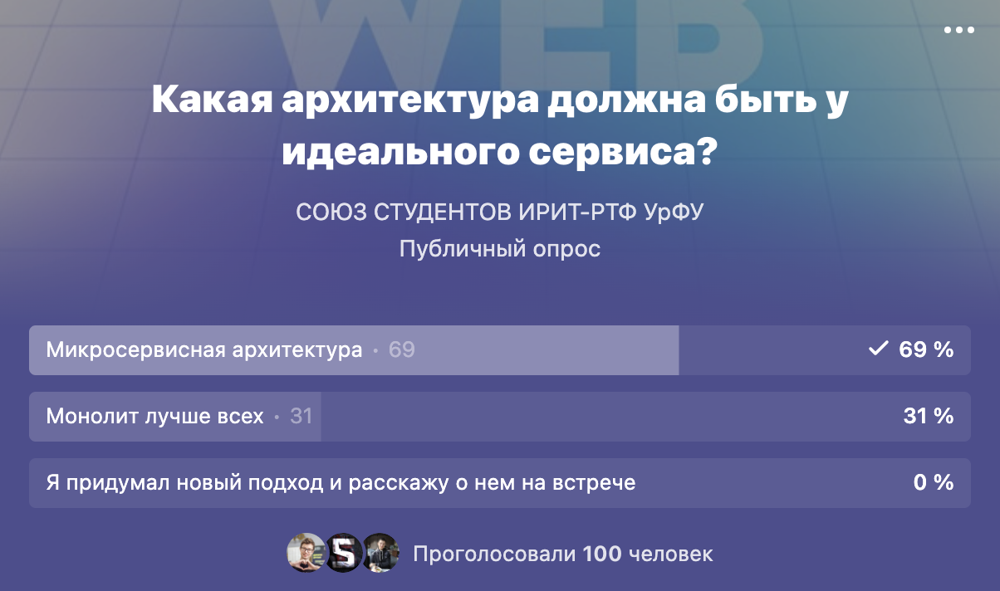 WEB
Какая архитектура должна быть у
идеального сервиса?
СОЮЗ СТУДЕНТОВ ИРИТ-РТФ УрФУ
Публичный опрос
Микросервисная архитектура · 69 69 %
Монолит лучше всех · 31 31 %
Я придумал новый подход и расскажу о нем на встрече 0 %
5
Проголосовали 100 человек